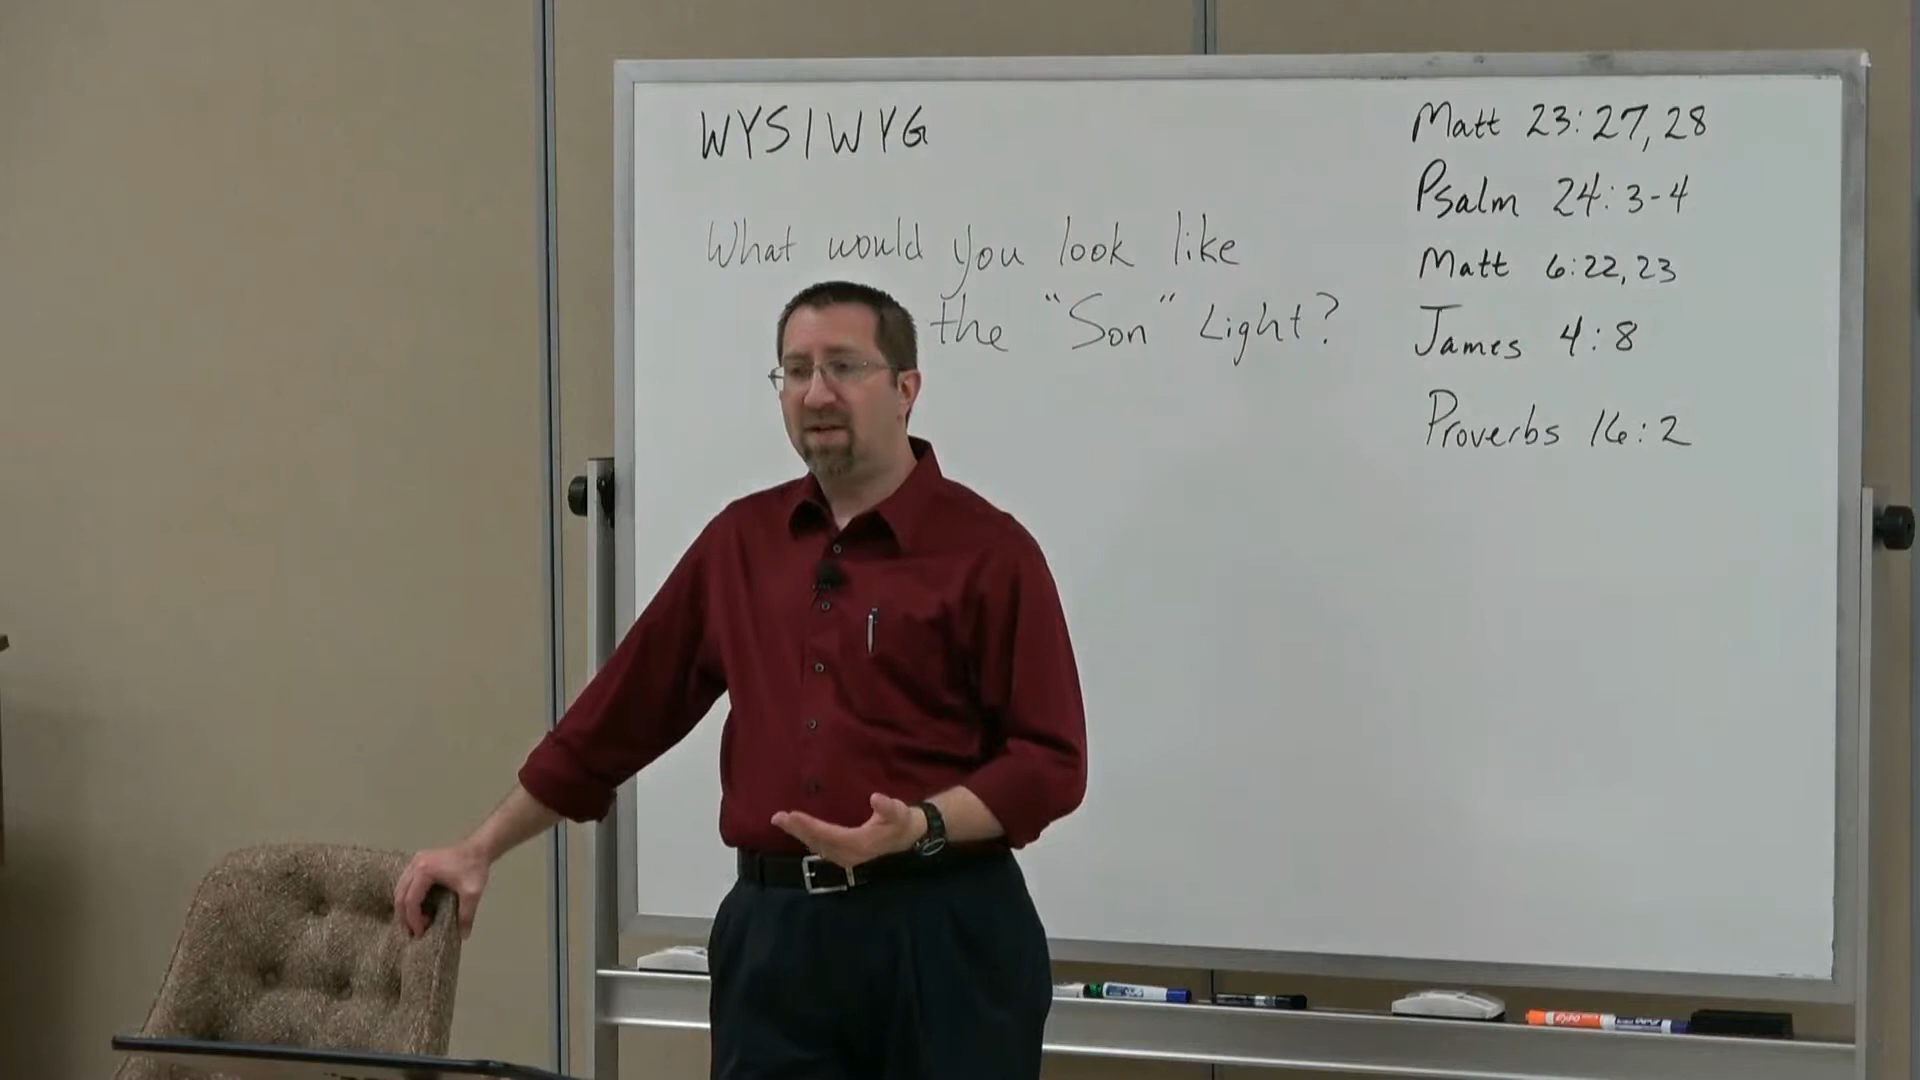 WYSIWYG
What would you look like
the "Son" Light?
Matt 23:27,28
Psalm 24:3-4
Matt 6:22,23
James 4:8
Proverbs 16:2
Expo